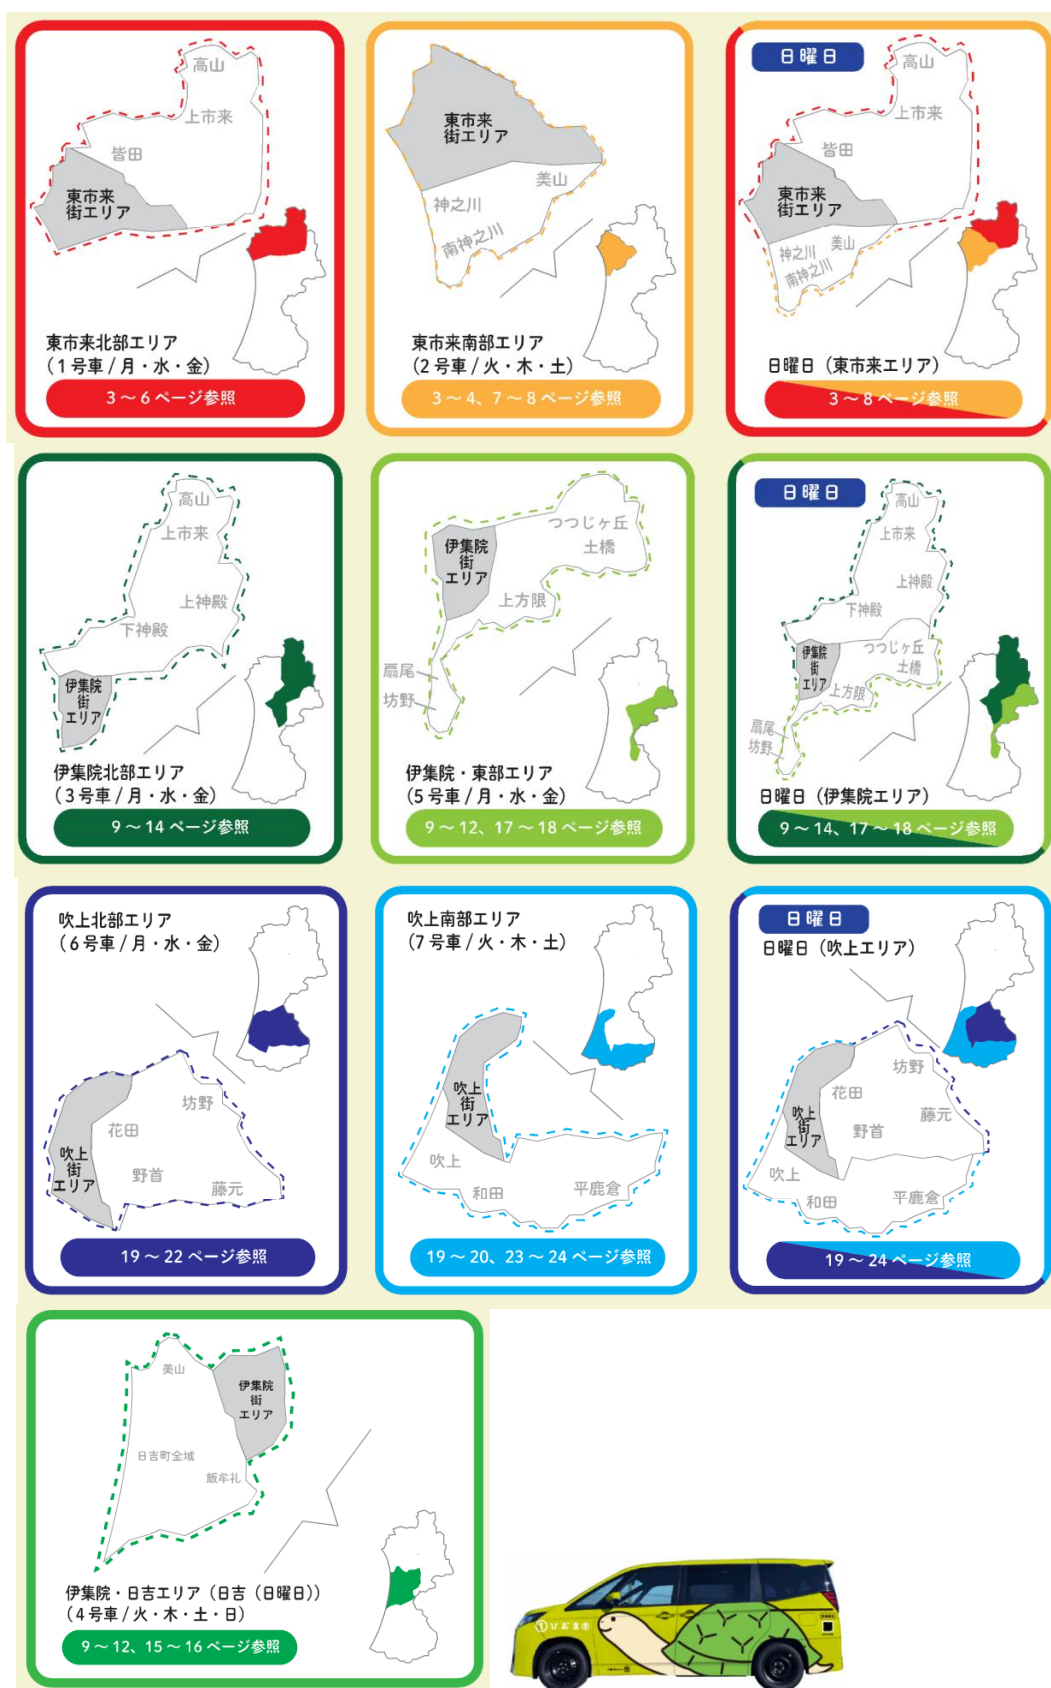 高山
上市来
皆田
東市来
街エリア
東市来北部エリア
(1号車/月・水・金)
3〜6ページ参照
東市来
街エリア
美山
神之川
南神之川
東市来南部エリア
(2号車/火・木・土)
3〜4、7〜8ページ参照
日曜日
高山
上市来
皆田
東市来
街エリア
神之川
美山
南神之川
日曜日(東市来エリア)
3〜8ページ参照
高山
上市来
上神殿
下神殿
伊集院
街
エリア
伊集院北部エリア
(3号車/月・水・金)
9〜14ページ参照
つつじヶ丘
土橋
伊集院
街
エリア
上方限
扇尾
坊野
伊集院・東部エリア
(5号車/月・水・金)
9〜12、17〜18ページ参照
日曜日
高山
上市来
上神殿
下神殿
つつじヶ丘
土橋
伊集院
街
エリア
上方限
扇尾
坊野
日曜日(伊集院エリア)
9〜14、17〜18ページ参照
吹上北部エリア
(6号車/月・水・金)
坊野
花田
吹上
街
エリア
野首
藤元
19〜22ページ参照
吹上南部エリア
(7号車/火・木・土)
吹上
街
エリア
吹上
和田
平鹿倉
19〜20、23〜24ページ参照
日曜日
日曜日(吹上エリア)
坊野
花田
藤元
吹上
街
エリア
野首
吹上
和田
平鹿倉
19〜24ページ参照
美山
伊集院
街
エリア
日吉町全域
飯牟礼
伊集院・日吉エリア(日吉(日曜日))
(4号車/火・木・土・日)
9〜12、15〜16ページ参照